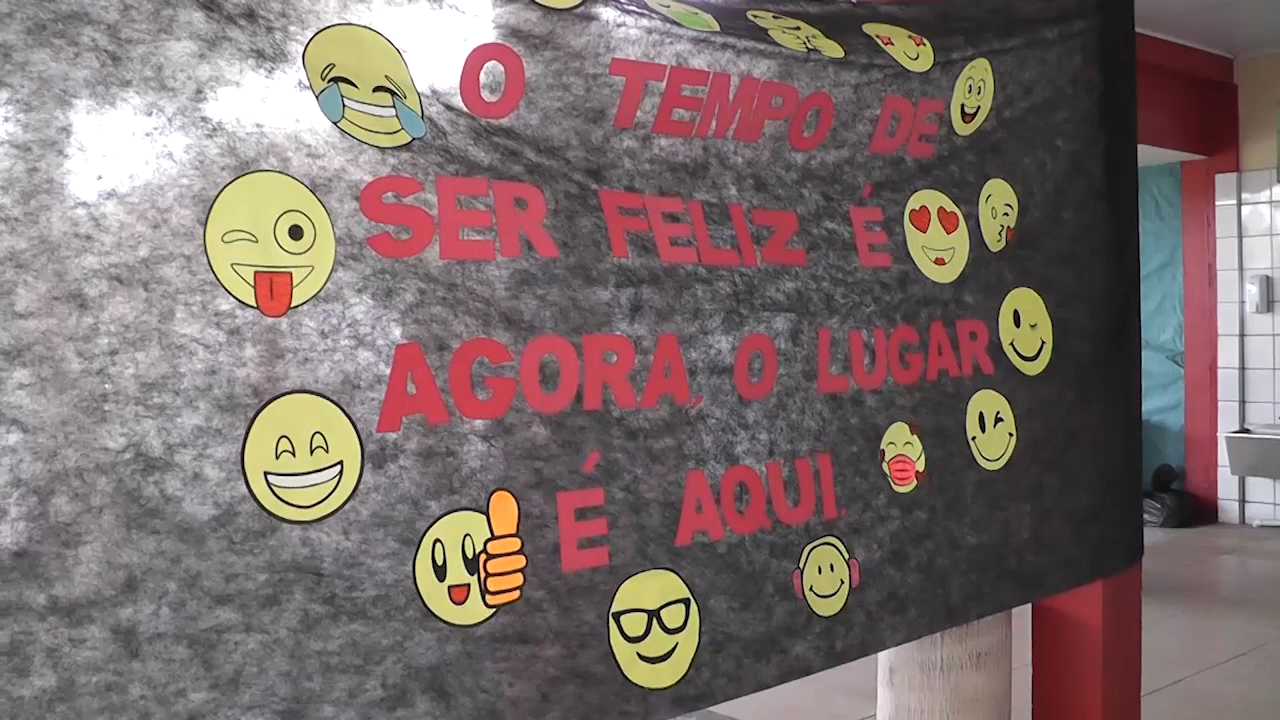 O TEMPO DE
SER FELIZ É
AGORA, O LUGAR
É AQUI.